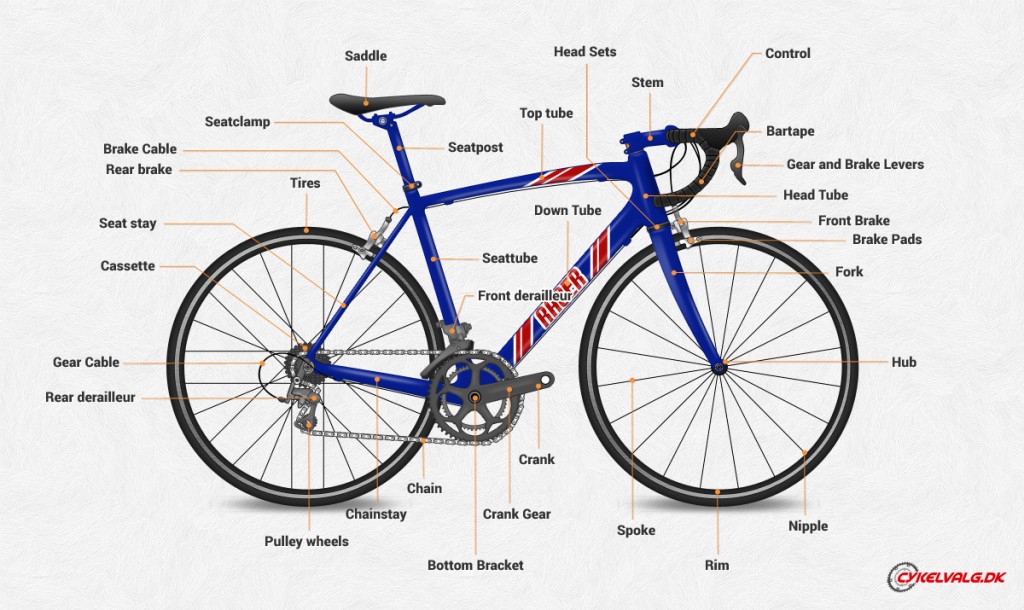 Saddle
Head Sets
Control
Stem
Top tube
Seatclamp
Bartape
Brake Cable
Seatpost
Rear brake
Gear and Brake Levers
Tires
Head Tube
Down Tube
Front Brake
Seat stay
Brake Pads
Seattube
Cassette
Fork
Front derailleur
RACER
Gear Cable
Hub
Rear derailleur
Crank
Chain
Chainstay
Crank Gear
Nipple
Spoke
Pulley wheels
Bottom Bracket
Rim
CYKELVALG.DK